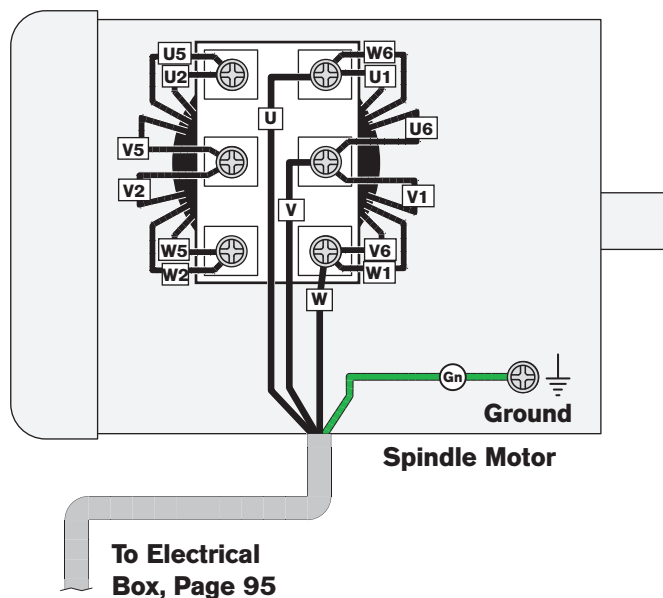 U5
W6
U2
U1
U
U6
V5
V2
V1
V
W5
V6
W2
W1
W
Gn
Ground
Spindle Motor
To Electrical
Box, Page 95